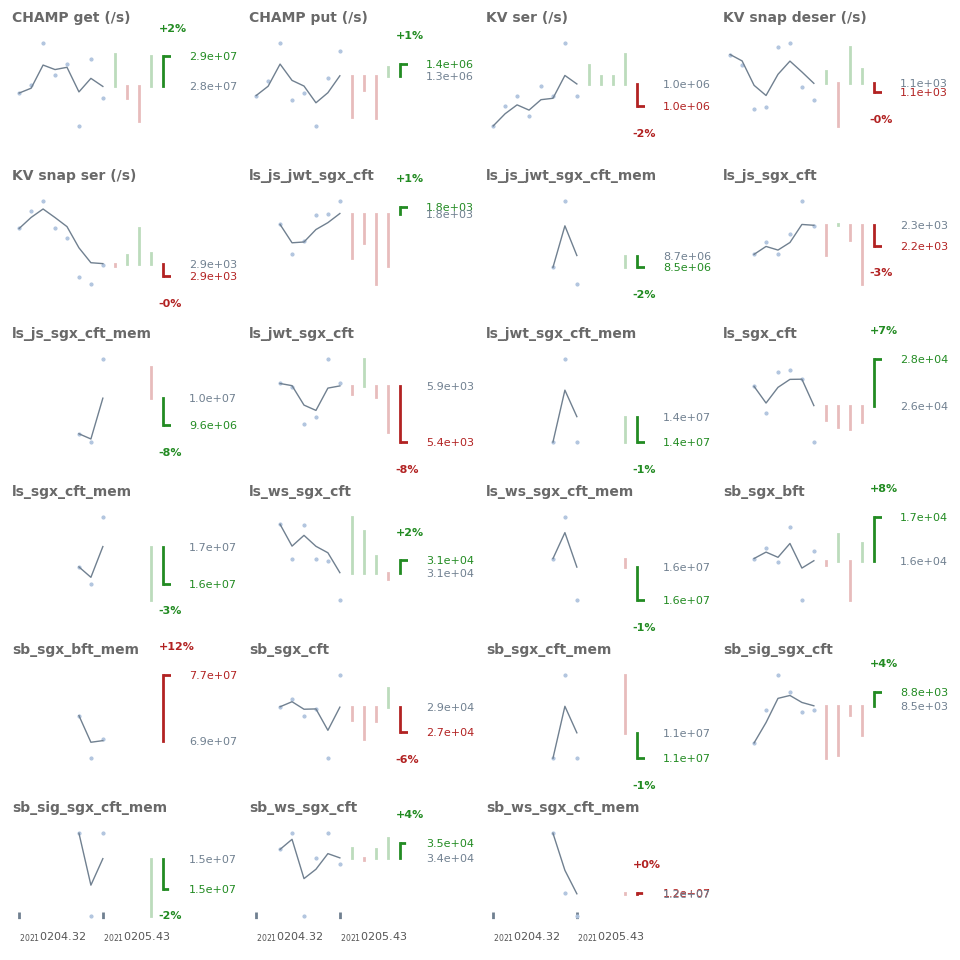 CHAMP get (/s)
+2%
2.9e+07
2.8e+07
CHAMP put (/s)
+1%
1.4e+06
1.3e+06
KV ser (/s)
1.0e+06
1.0e+06
-2%
KV snap deser (/s)
1.1e+03
1.1e+03
-0%
KV snap ser (/s)
2.9e+03
2.9e+03
-0%
ls_js_jwt_sgx_cft
+1%
1.8e+03
1.8e+03
ls_js_jwt_sgx_cft_mem
8.7e+06
8.5e+06
-2%
ls_js_sgx_cft
2.3e+03
2.2e+03
-3%
ls_js_sgx_cft_mem
1.0e+07
9.6e+06
-8%
ls_jwt_sgx_cft
5.9e+03
5.4e+03
-8%
ls_jwt_sgx_cft_mem
1.4e+07
1.4e+07
-1%
ls_sgx_cft
+7%
2.8e+04
2.6e+04
ls_sgx_cft_mem
1.7e+07
1.6e+07
-3%
ls_ws_sgx_cft
+2%
3.1e+04
3.1e+04
ls_ws_sgx_cft_mem
1.6e+07
1.6e+07
-1%
sb_sgx_bft
+8%
1.7e+04
1.6e+04
sb_sgx_bft_mem
+12%
7.7e+07
6.9e+07
sb_sgx_cft
2.9e+04
2.7e+04
-6%
sb_sgx_cft_mem
1.1e+07
1.1e+07
-1%
sb_sig_sgx_cft
+4%
8.8e+03
8.5e+03
sb_sig_sgx_cft_mem
1.5e+07
1.5e+07
-2%
2021 0204.32
2021 0205.43
sb_ws_sgx_cft
+4%
3.5e+04
3.4e+04
2021 0204.32
2021 0205.43
sb_ws_sgx_cft_mem
+0%
1.2e+07
1.2e+07
2021 0204.32
2021 0205.43